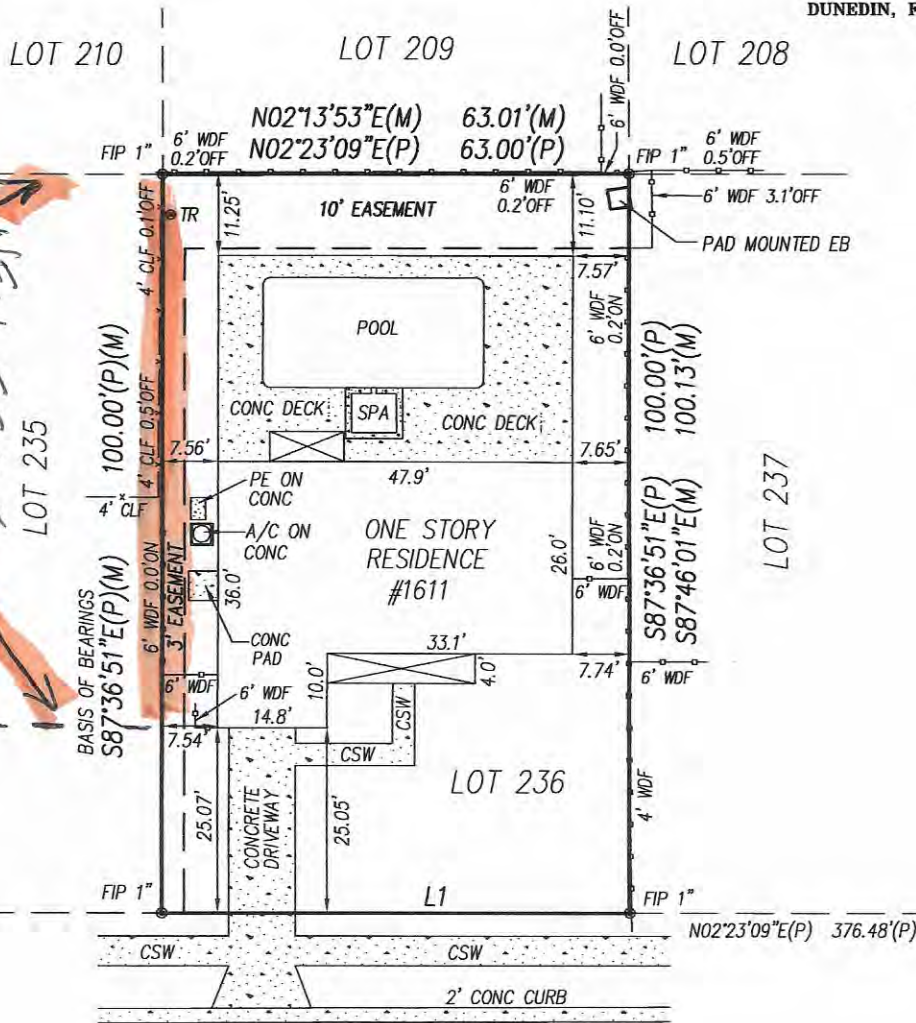 DUNEDIN,
LOT 210
LOT 209
LOT 208
6' WDF 0.0'OFF
N02°13'53"E(M) 63.01'(M)
N02°23'09"E(P) 63.00'(P)
FIP 1"
6' WDF
0.2'OFF
FIP 1"
6' WDF
0.5'OFF
6' WDF
0.2'OFF
6' WDF 3.1'OFF
PAD MOUNTED EB
TR
10' EASEMENT
11.25'
11.10'
4' CLF 0.1'OFF
7.57'
6' WDF
0.2'ON
POOL
LOT 235
100.00'(P)(M)
4' CLF 0.5'OFF
CONC DECK
SPA
CONC DECK
100.00'(P)
100.13'(M)
7.56'
7.65'
47.9'
4' CLF
PE ON
CONC
A/C ON
CONC
ONE STORY
RESIDENCE
#1611
26.0'
6' WDF
0.2'ON
6' WDF
LOT 237
BASIS OF BEARINGS
S87°36'51"E(P)(M)
6' WDF 0.0'ON
3' EASEMENT
36.0'
CONC
PAD
S87°36'51"E(P)
S87°46'01"E(M)
33.1'
10.0'
4.0'
7.74'
6' WDF
6' WDF
6' WDF
14.8'
7.54'
CSW
CSW
LOT 236
4' WDF
25.07'
CONCRETE
DRIVEWAY
25.05'
FIP 1"
L1
FIP 1"
N02°23'09"E(P) 376.48'(P)
CSW
CSW
2' CONC CURB